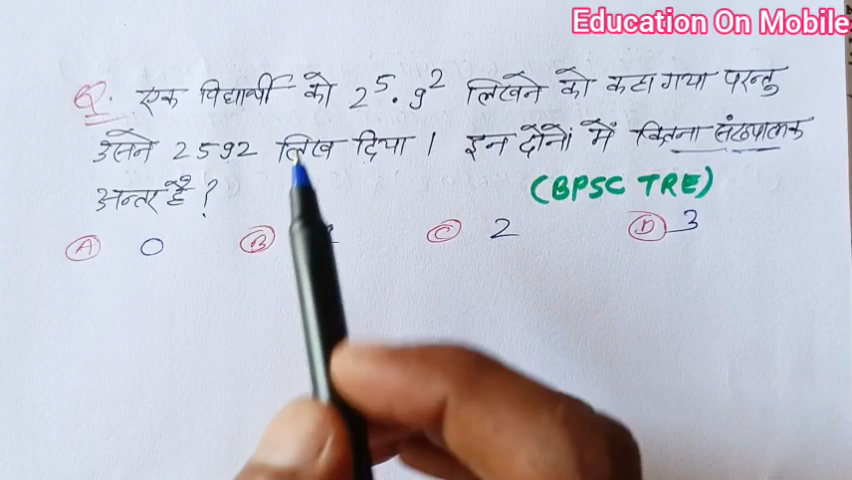 Education On Mobile
Q. एक विद्यार्थी को 2⁵·9² लिखने को कहा गया परन्तु
उसने 2592 लिख दिया। इन दोनों में कितना संख्यात्मक
अन्तर है?
(BPSC TRE)
A 0 B C 2 D 3